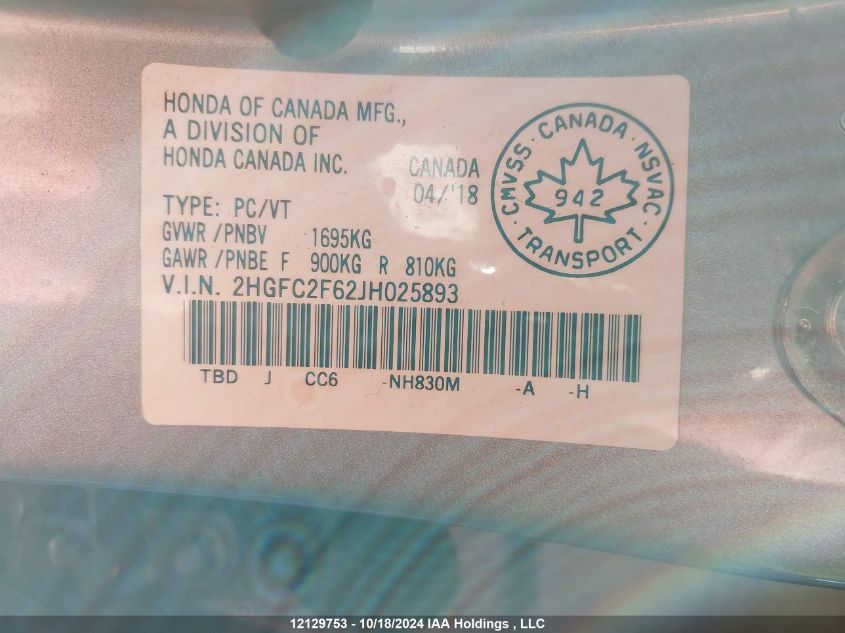 HONDA OF CANADA MFG.,
A DIVISION OF
HONDA CANADA INC.
CANADA
04/'18
TYPE: PC/VT
GVWR /PNBV 1695KG
GAWR /PNBE F 900KG R 810KG
V.I.N. 2HGFC2F62JH025893
TBD J CC6 -NH830M -A -H
CMVSS · CANADA · NSVAC
942
· TRANSPORT ·
12129753 - 10/18/2024 IAA Holdings , LLC